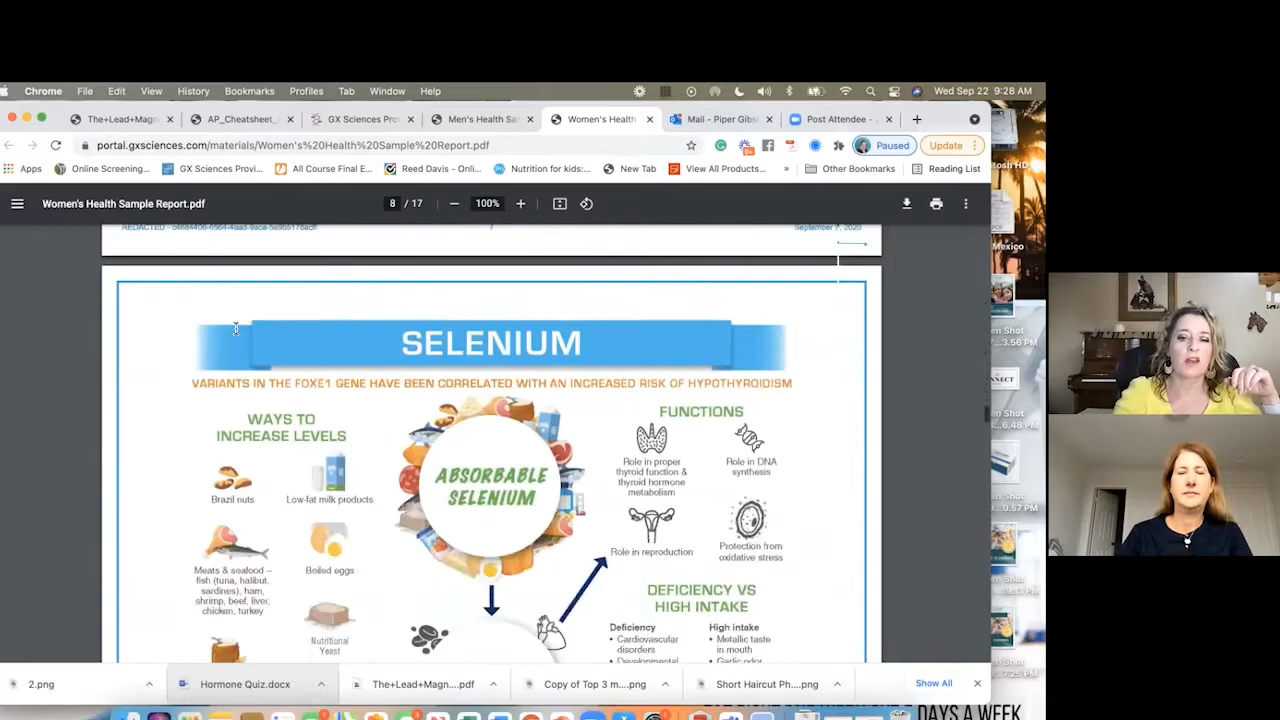 Chrome File Edit View History Bookmarks Profiles Tab Window Help
Wed Sep 22 9:28 AM
The+Lead+Magn
AP_Cheatsheet_
GX Sciences Prov
Men's Health Sa
Women's Health
Mail - Piper Gibs
Post Attendee -
portal.gxsciences.com/materials/Women's%20Health%20Sample%20Report.pdf
Paused
Update
Apps
Online Screening...
GX Sciences Provi...
AI Course Final E...
Reed Davis - Onli...
Nutrition for kids:...
New Tab
View All Products...
»
Other Bookmarks
Reading List
Women's Health Sample Report.pdf
8 / 17
100%
SELENIUM
VARIANTS IN THE FOXE1 GENE HAVE BEEN CORRELATED WITH AN INCREASED RISK OF HYPOTHYROIDISM
WAYS TO
INCREASE LEVELS
Brazil nuts
Low-fat milk products
Meats & seafood –
fish (tuna, halibut,
sardines), ham,
shrimp, beef, liver,
chicken, turkey
Boiled eggs
Nutritional
Yeast
ABSORBABLE
SELENIUM
FUNCTIONS
Role in proper
thyroid function &
thyroid hormone
metabolism
Role in DNA
synthesis
Role in reproduction
Protection from
oxidative stress
DEFICIENCY VS
HIGH INTAKE
Deficiency
• Cardiovascular
disorders
• Developmental
High intake
• Metallic taste
in mouth
• Garlic odor
Mexico
2.png
Hormone Quiz.docx
The+Lead+Magn....pdf
Copy of Top 3 m....png
Short Haircut Ph....png
Show All
DAYS A WEEK